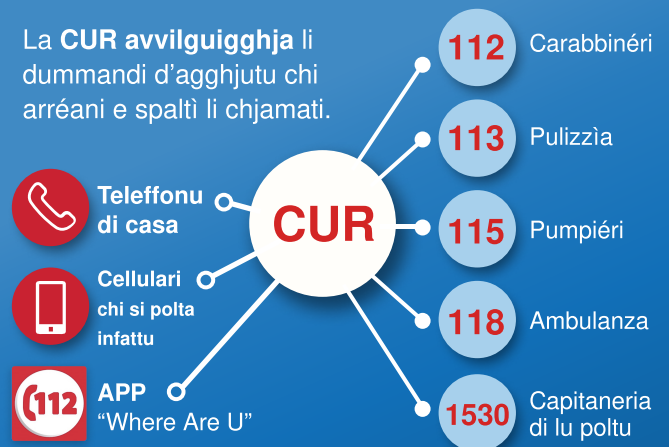 La CUR avvilguigghja li
dummandi d’agghjutu chi
arréani e spaltì li chjamati.
Teleffonu
di casa
Cellulari
chi si polta
infattu
112
APP
“Where Are U”
CUR
112
Carabbinéri
113
Pulizzìa
115
Pumpiéri
118
Ambulanza
1530
Capitaneria
di lu poltu